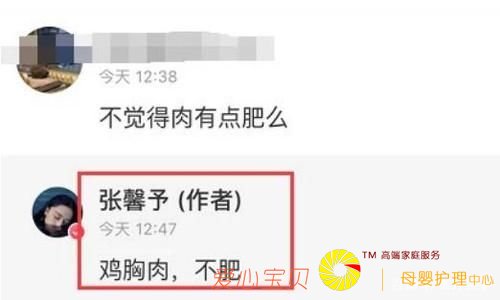 今天 12:38
不觉得肉有点肥么
张馨予 (作者)
今天 12:47
鸡胸肉，不肥
爱心宝贝
TM 高端家庭服务
母婴护理中心